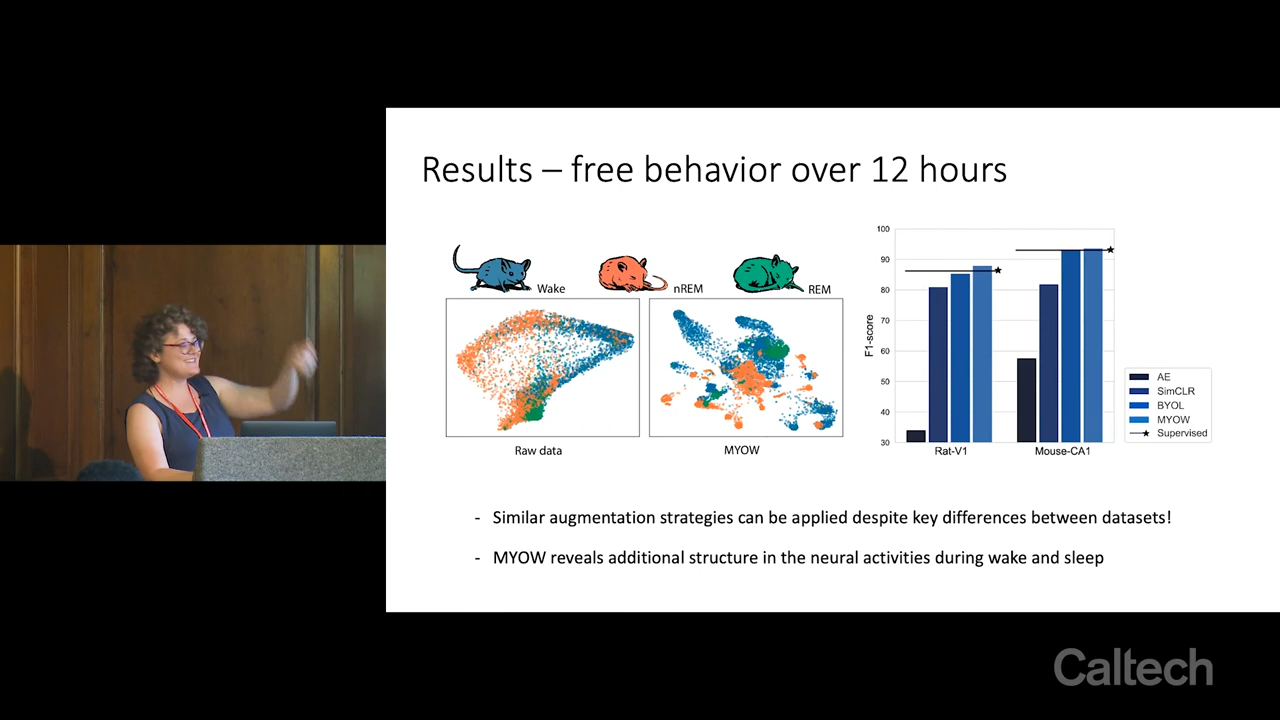 Results – free behavior over 12 hours
Wake
nREM
REM
Raw data
MYOW
100
90
80
70
60
50
40
30
F1-score
Rat-V1
Mouse-CA1
AE
SimCLR
BYOL
MYOW
Supervised
- Similar augmentation strategies can be applied despite key differences between datasets!
- MYOW reveals additional structure in the neural activities during wake and sleep
Caltech